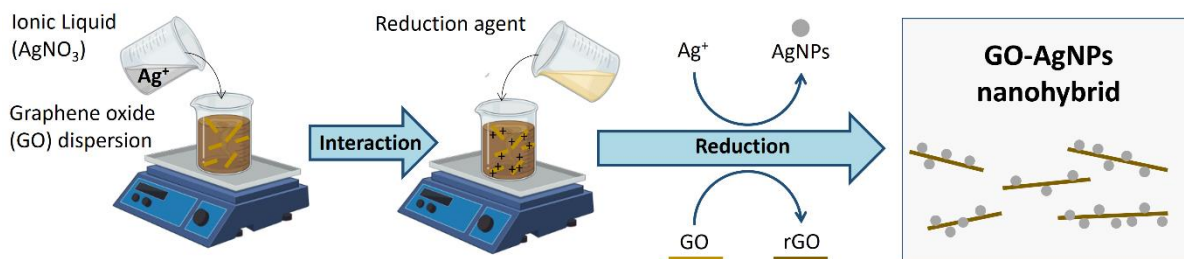 Ionic Liquid
(AgNO₃)
Ag⁺
Graphene oxide
(GO) dispersion
Interaction
Reduction agent
Ag⁺
AgNPs
Reduction
GO
rGO
GO-AgNPs
nanohybrid